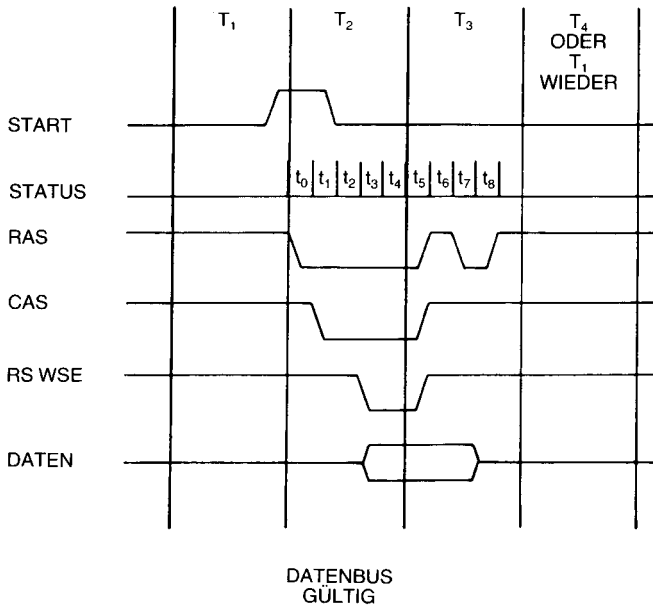 T₁ T₂ T₃ T₄
ODER
T₁
WIEDER
START
STATUS t₀ t₁ t₂ t₃ t₄ t₅ t₆ t₇ t₈
RAS
CAS
RS WSE
DATEN
DATENBUS
GÜLTIG